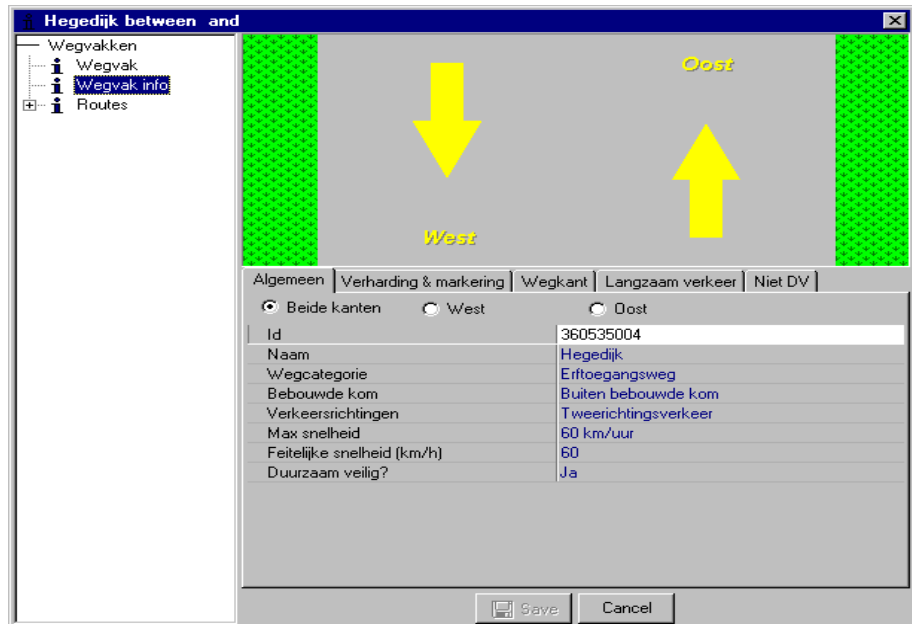 Hegedijk between  and
Wegvakken
Wegvak
Wegvak info
Routes
Oost
West
Algemeen Verharding & markering Wegkant Langzaam verkeer Niet DV
Beide kanten West Oost
Id 360535004
Naam Hegedijk
Wegcategorie Erftoegangsweg
Bebouwde kom Buiten bebouwde kom
Verkeersrichtingen Tweerichtingsverkeer
Max snelheid 60 km/uur
Feitelijke snelheid (km/h) 60
Duurzaam veilig? Ja
Save Cancel